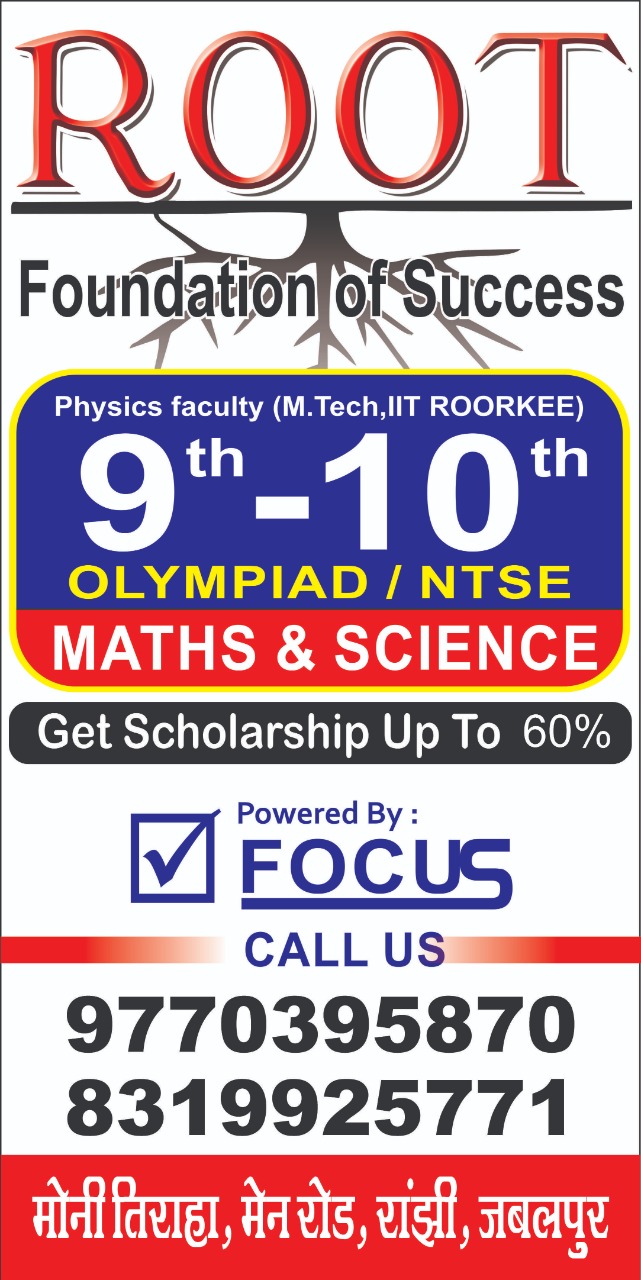 ROOT
Foundation of Success
Physics faculty (M.Tech,IIT ROORKEE)
9th-10th
OLYMPIAD / NTSE
MATHS & SCIENCE
Get Scholarship Up To 60%
Powered By :
FOCUS
CALL US
9770395870
8319925771
मोनी तिराहा, मेन रोड, रांझी, जबलपुर